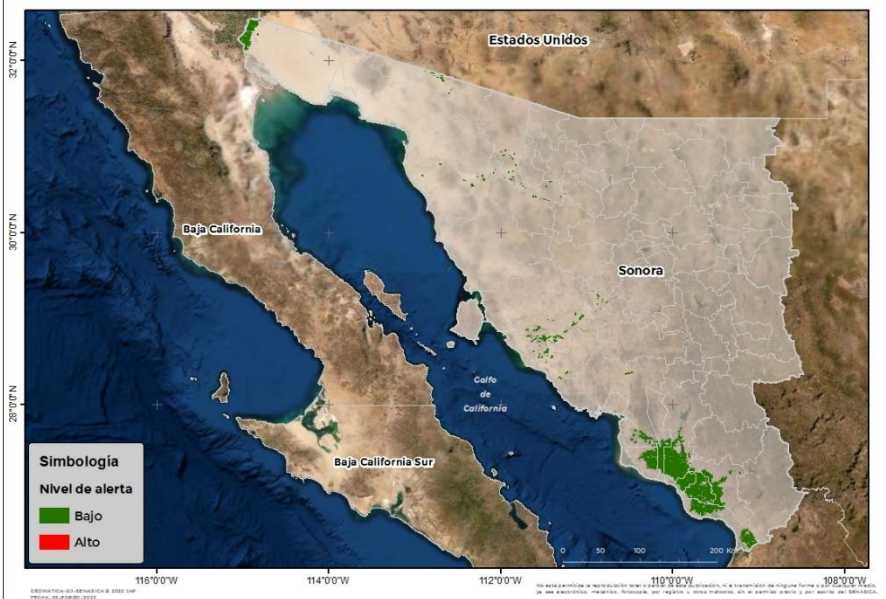 Estados Unidos
32°0'0"N
Baja California
30°0'0"N
Sonora
Golfo
de
California
28°0'0"N
Simbología
Nivel de alerta
Bajo
Alto
Baja California Sur
0 50 100 200 Km
116°0'0"W 114°0'0"W 112°0'0"W 110°0'0"W 108°0'0"W